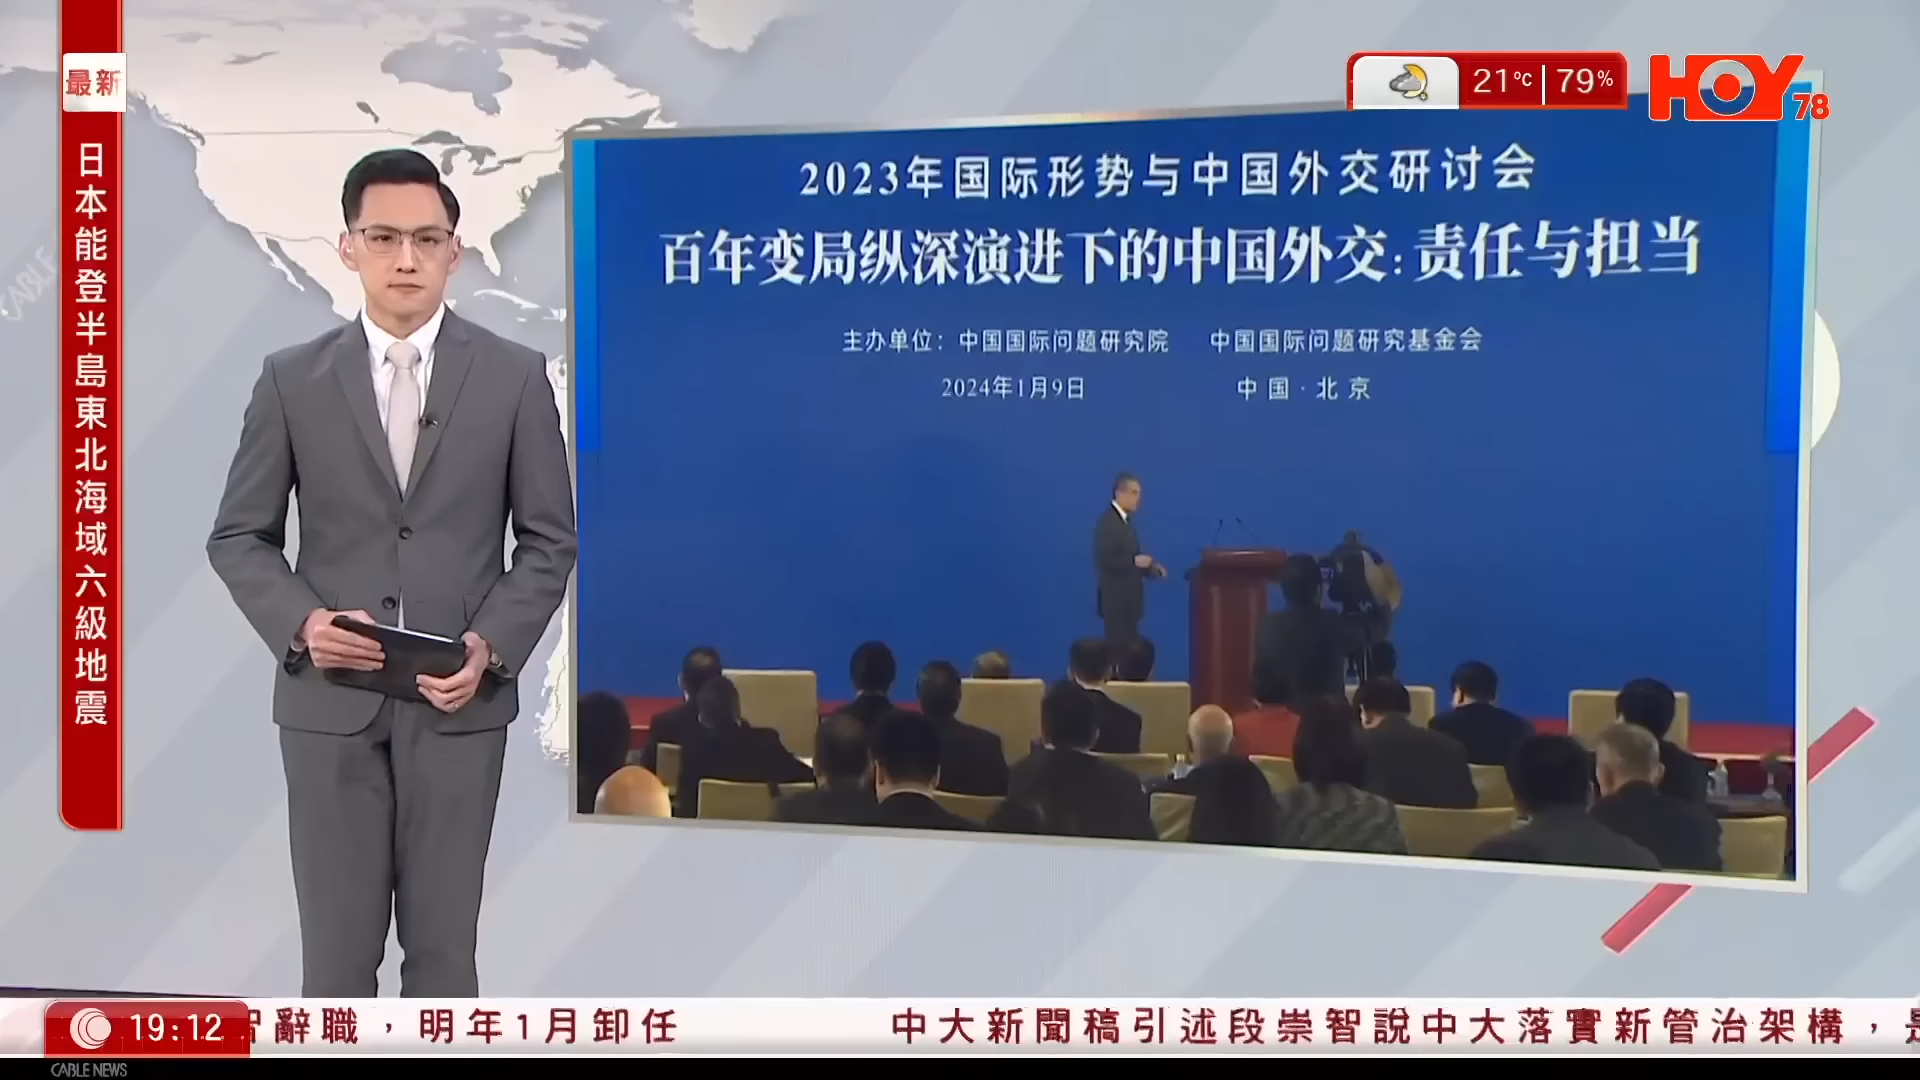 最新
日本能登半島東北海域六級地震
21°C 79%
HOY 78
2023年国际形势与中国外交研讨会
百年变局纵深演进下的中国外交:责任与担当
主办单位：中国国际问题研究院 中国国际问题研究基金会
2024年1月9日 中国·北京
19:12 智辭職，明年1月卸任 中大新聞稿引述段崇智說中大落實新管治架構，
CABLE NEWS